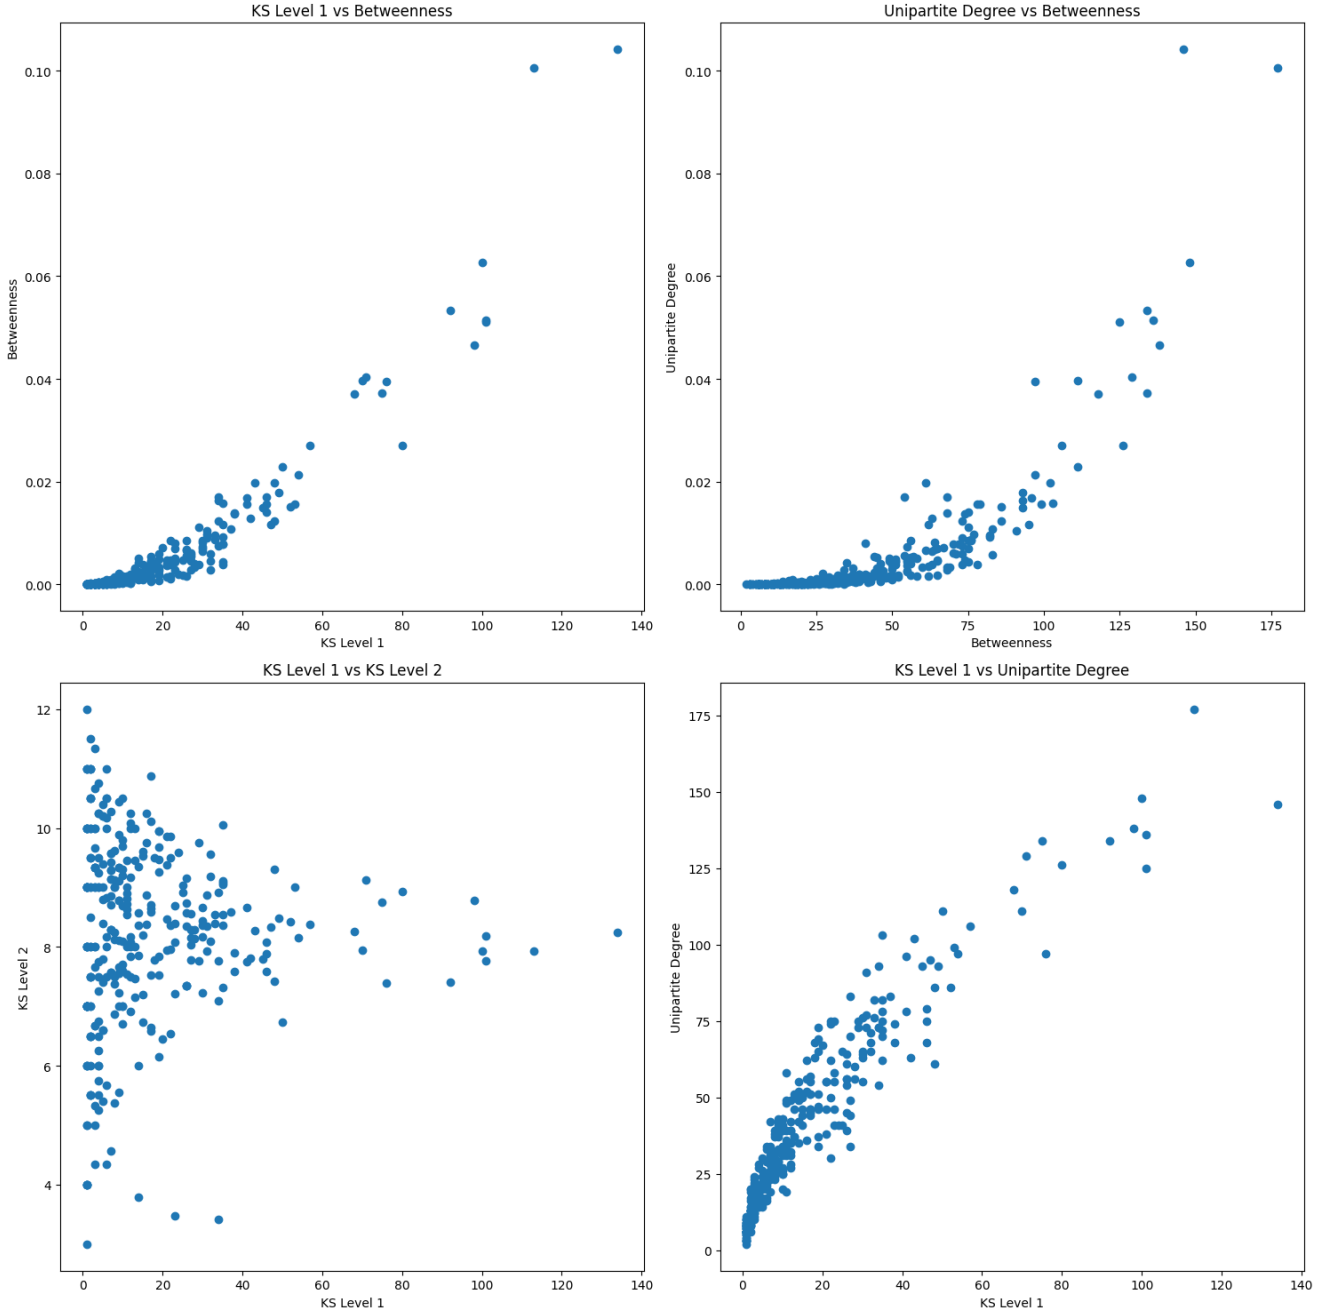 KS Level 1 vs Betweenness
Betweenness
0.10
0.08
0.06
0.04
0.02
0.00
0 20 40 60 80 100 120 140
KS Level 1
Unipartite Degree vs Betweenness
Unipartite Degree
0.10
0.08
0.06
0.04
0.02
0.00
0 25 50 75 100 125 150 175
Betweenness
KS Level 1 vs KS Level 2
KS Level 2
12
10
8
6
4
0 20 40 60 80 100 120 140
KS Level 1
KS Level 1 vs Unipartite Degree
Unipartite Degree
175
150
125
100
75
50
25
0
0 20 40 60 80 100 120 140
KS Level 1